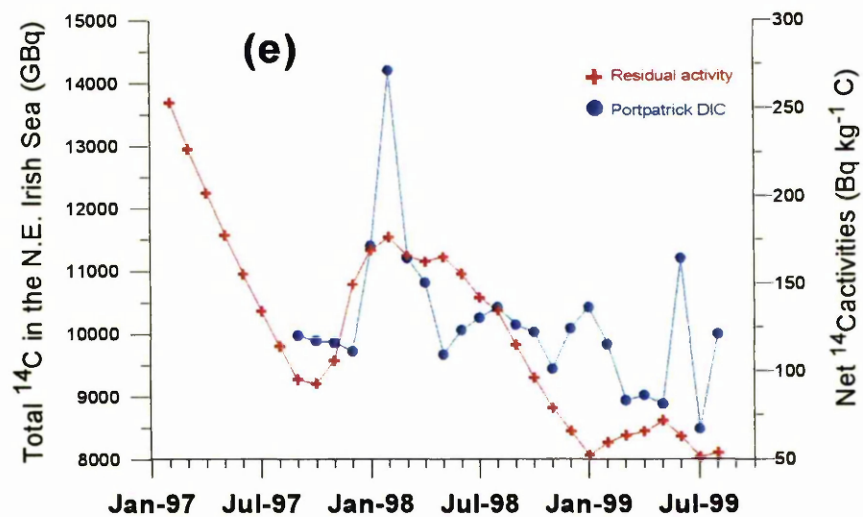 (e)
Residual activity
Portpatrick DIC
Total ¹⁴C in the N.E. Irish Sea (GBq)
15000
14000
13000
12000
11000
10000
9000
8000
300
250
200
150
100
50
Net ¹⁴Cactivities (Bq kg⁻¹ C)
Jan-97 Jul-97 Jan-98 Jul-98 Jan-99 Jul-99